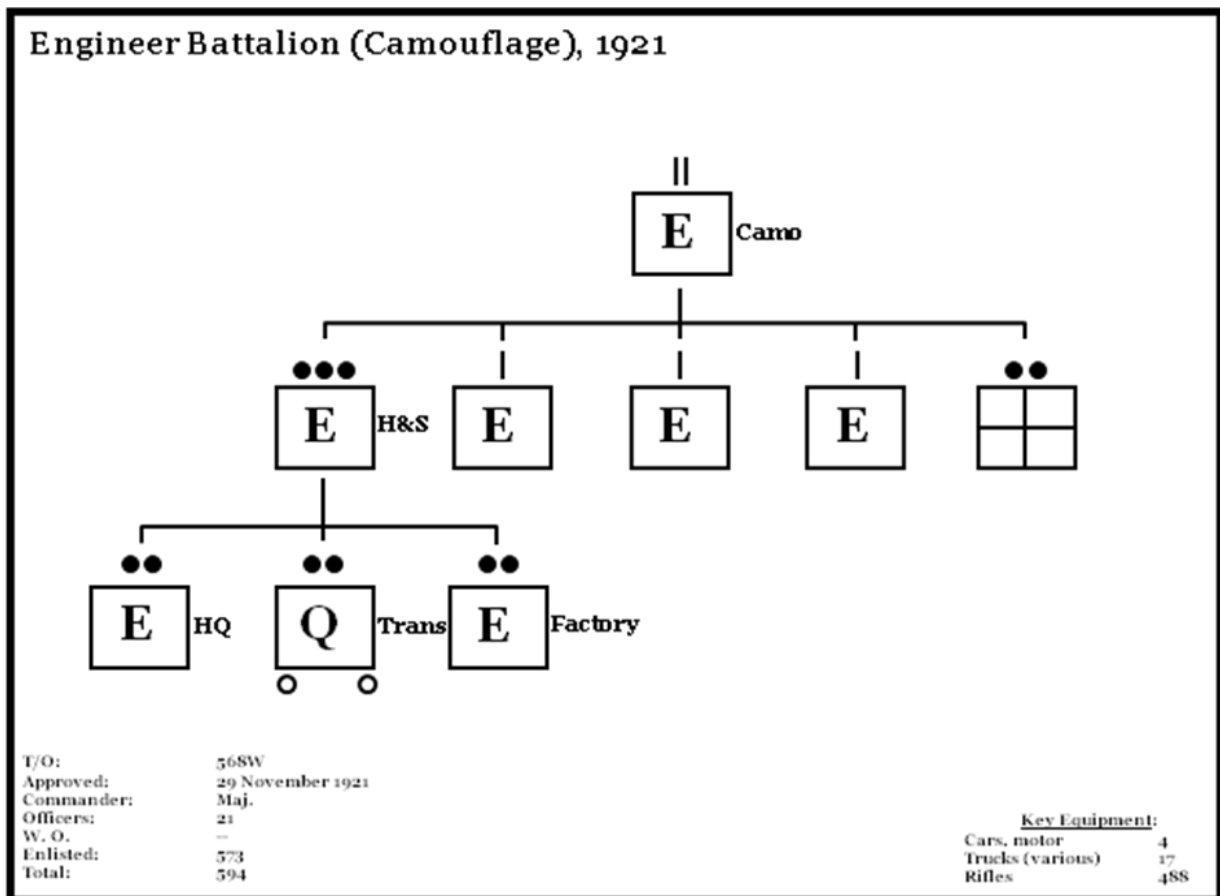 Engineer Battalion (Camouflage), 1921
E Camo
E H&S E E E
E HQ Q Trans E Factory
T/O: 568W
Approved: 29 November 1921
Commander: Maj.
Officers: 21
W. O. --
Enlisted: 573
Total: 594
Key Equipment:
Cars, motor 4
Trucks (various) 17
Rifles 488